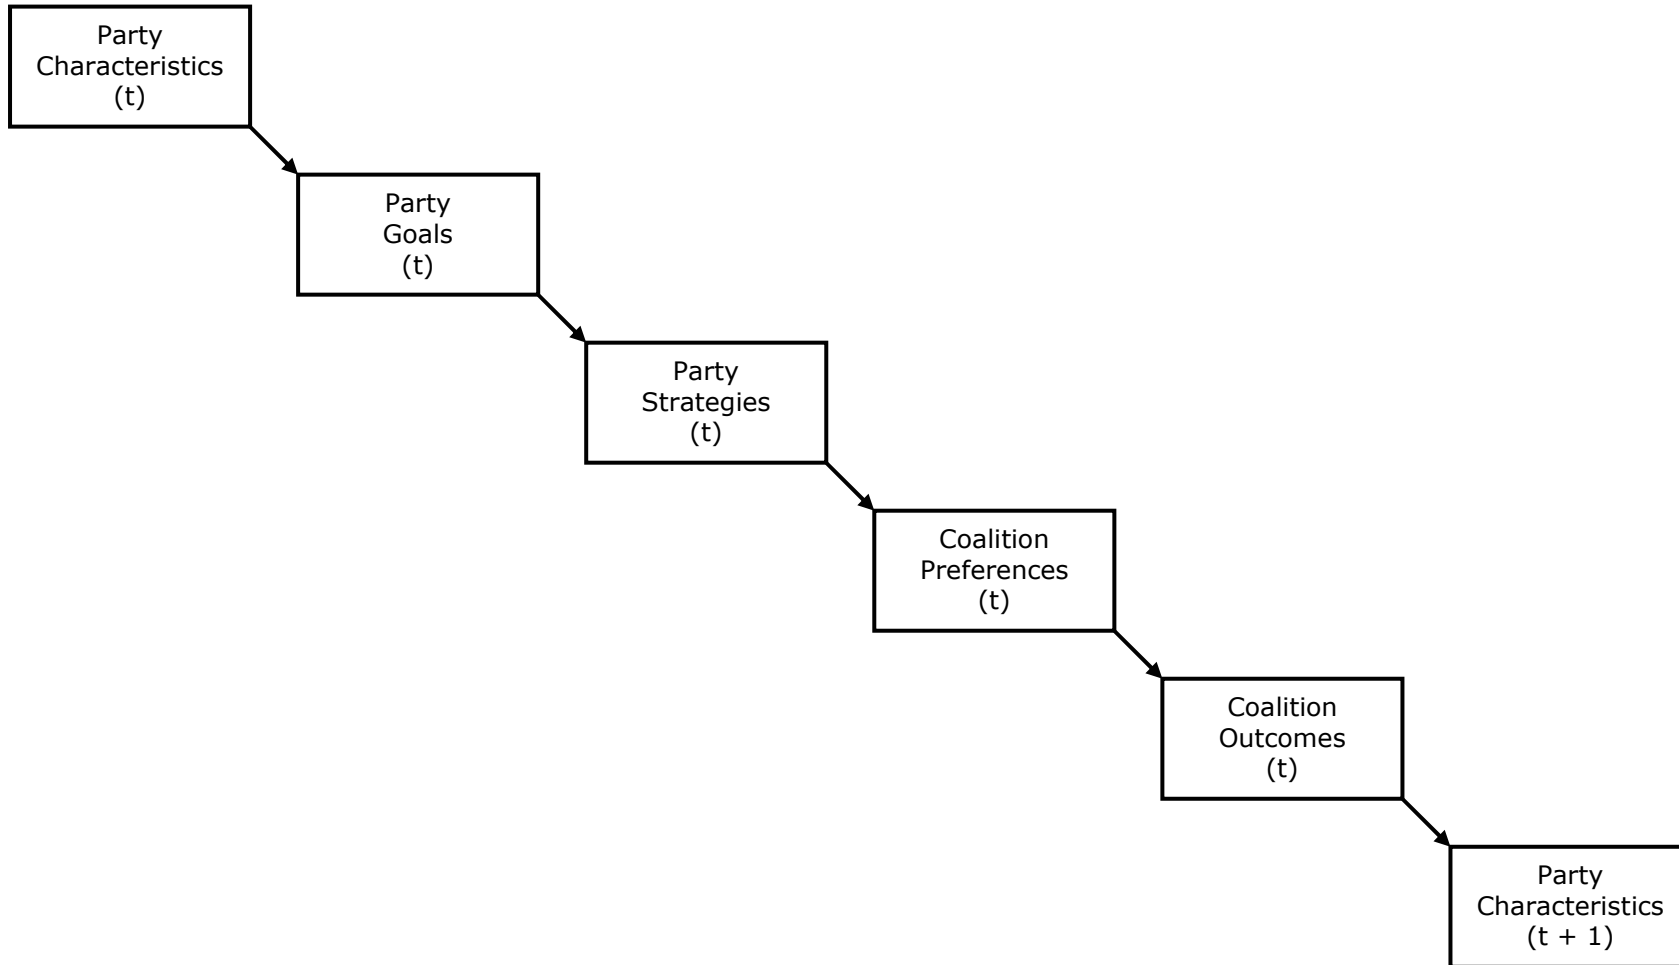 Party
Characteristics
(t)
Party
Goals
(t)
Party
Strategies
(t)
Coalition
Preferences
(t)
Coalition
Outcomes
(t)
Party
Characteristics
(t + 1)